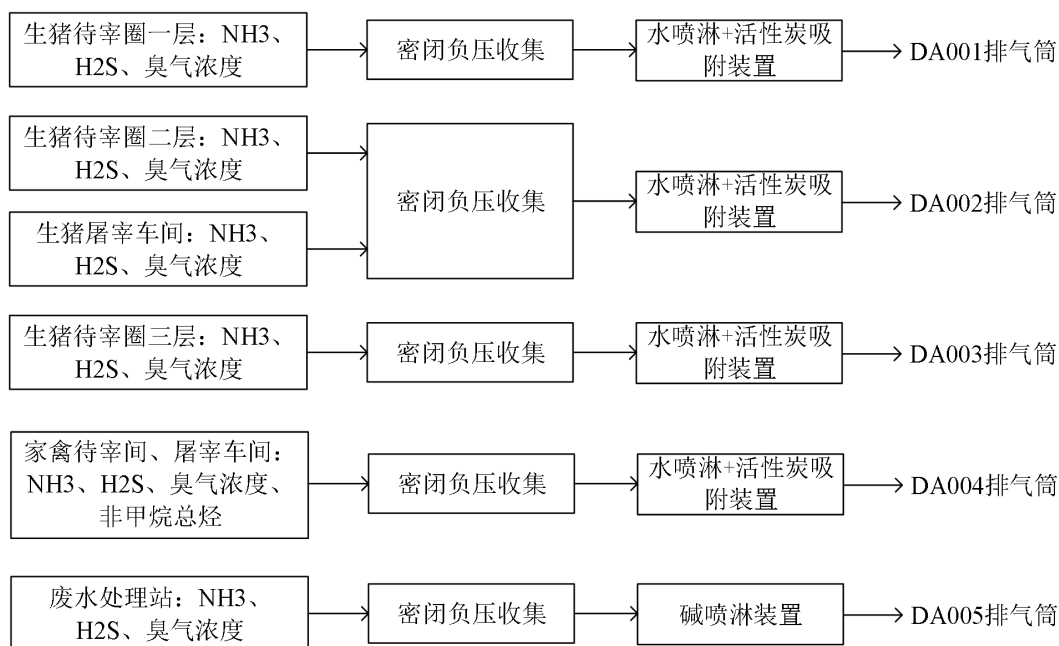 生猪待宰圈一层：NH3、
H2S、臭气浓度
密闭负压收集
水喷淋+活性炭吸
附装置
DA001排气筒
生猪待宰圈二层：NH3、
H2S、臭气浓度
生猪屠宰车间：NH3、
H2S、臭气浓度
密闭负压收集
水喷淋+活性炭吸
附装置
DA002排气筒
生猪待宰圈三层：NH3、
H2S、臭气浓度
密闭负压收集
水喷淋+活性炭吸
附装置
DA003排气筒
家禽待宰间、屠宰车间：
NH3、H2S、臭气浓度、
非甲烷总烃
密闭负压收集
水喷淋+活性炭吸
附装置
DA004排气筒
废水处理站：NH3、
H2S、臭气浓度
密闭负压收集
碱喷淋装置
DA005排气筒